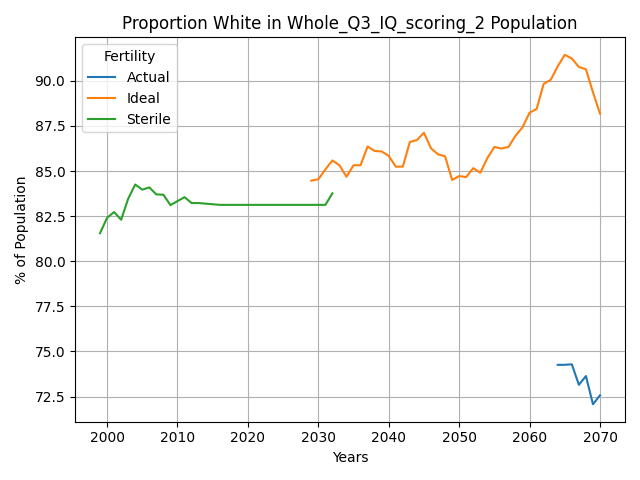 Proportion White in Whole_Q3_IQ_scoring_2 Population
Fertility
Actual
Ideal
Sterile
% of Population
90.0
87.5
85.0
82.5
80.0
77.5
75.0
72.5
2000 2010 2020 2030 2040 2050 2060 2070
Years